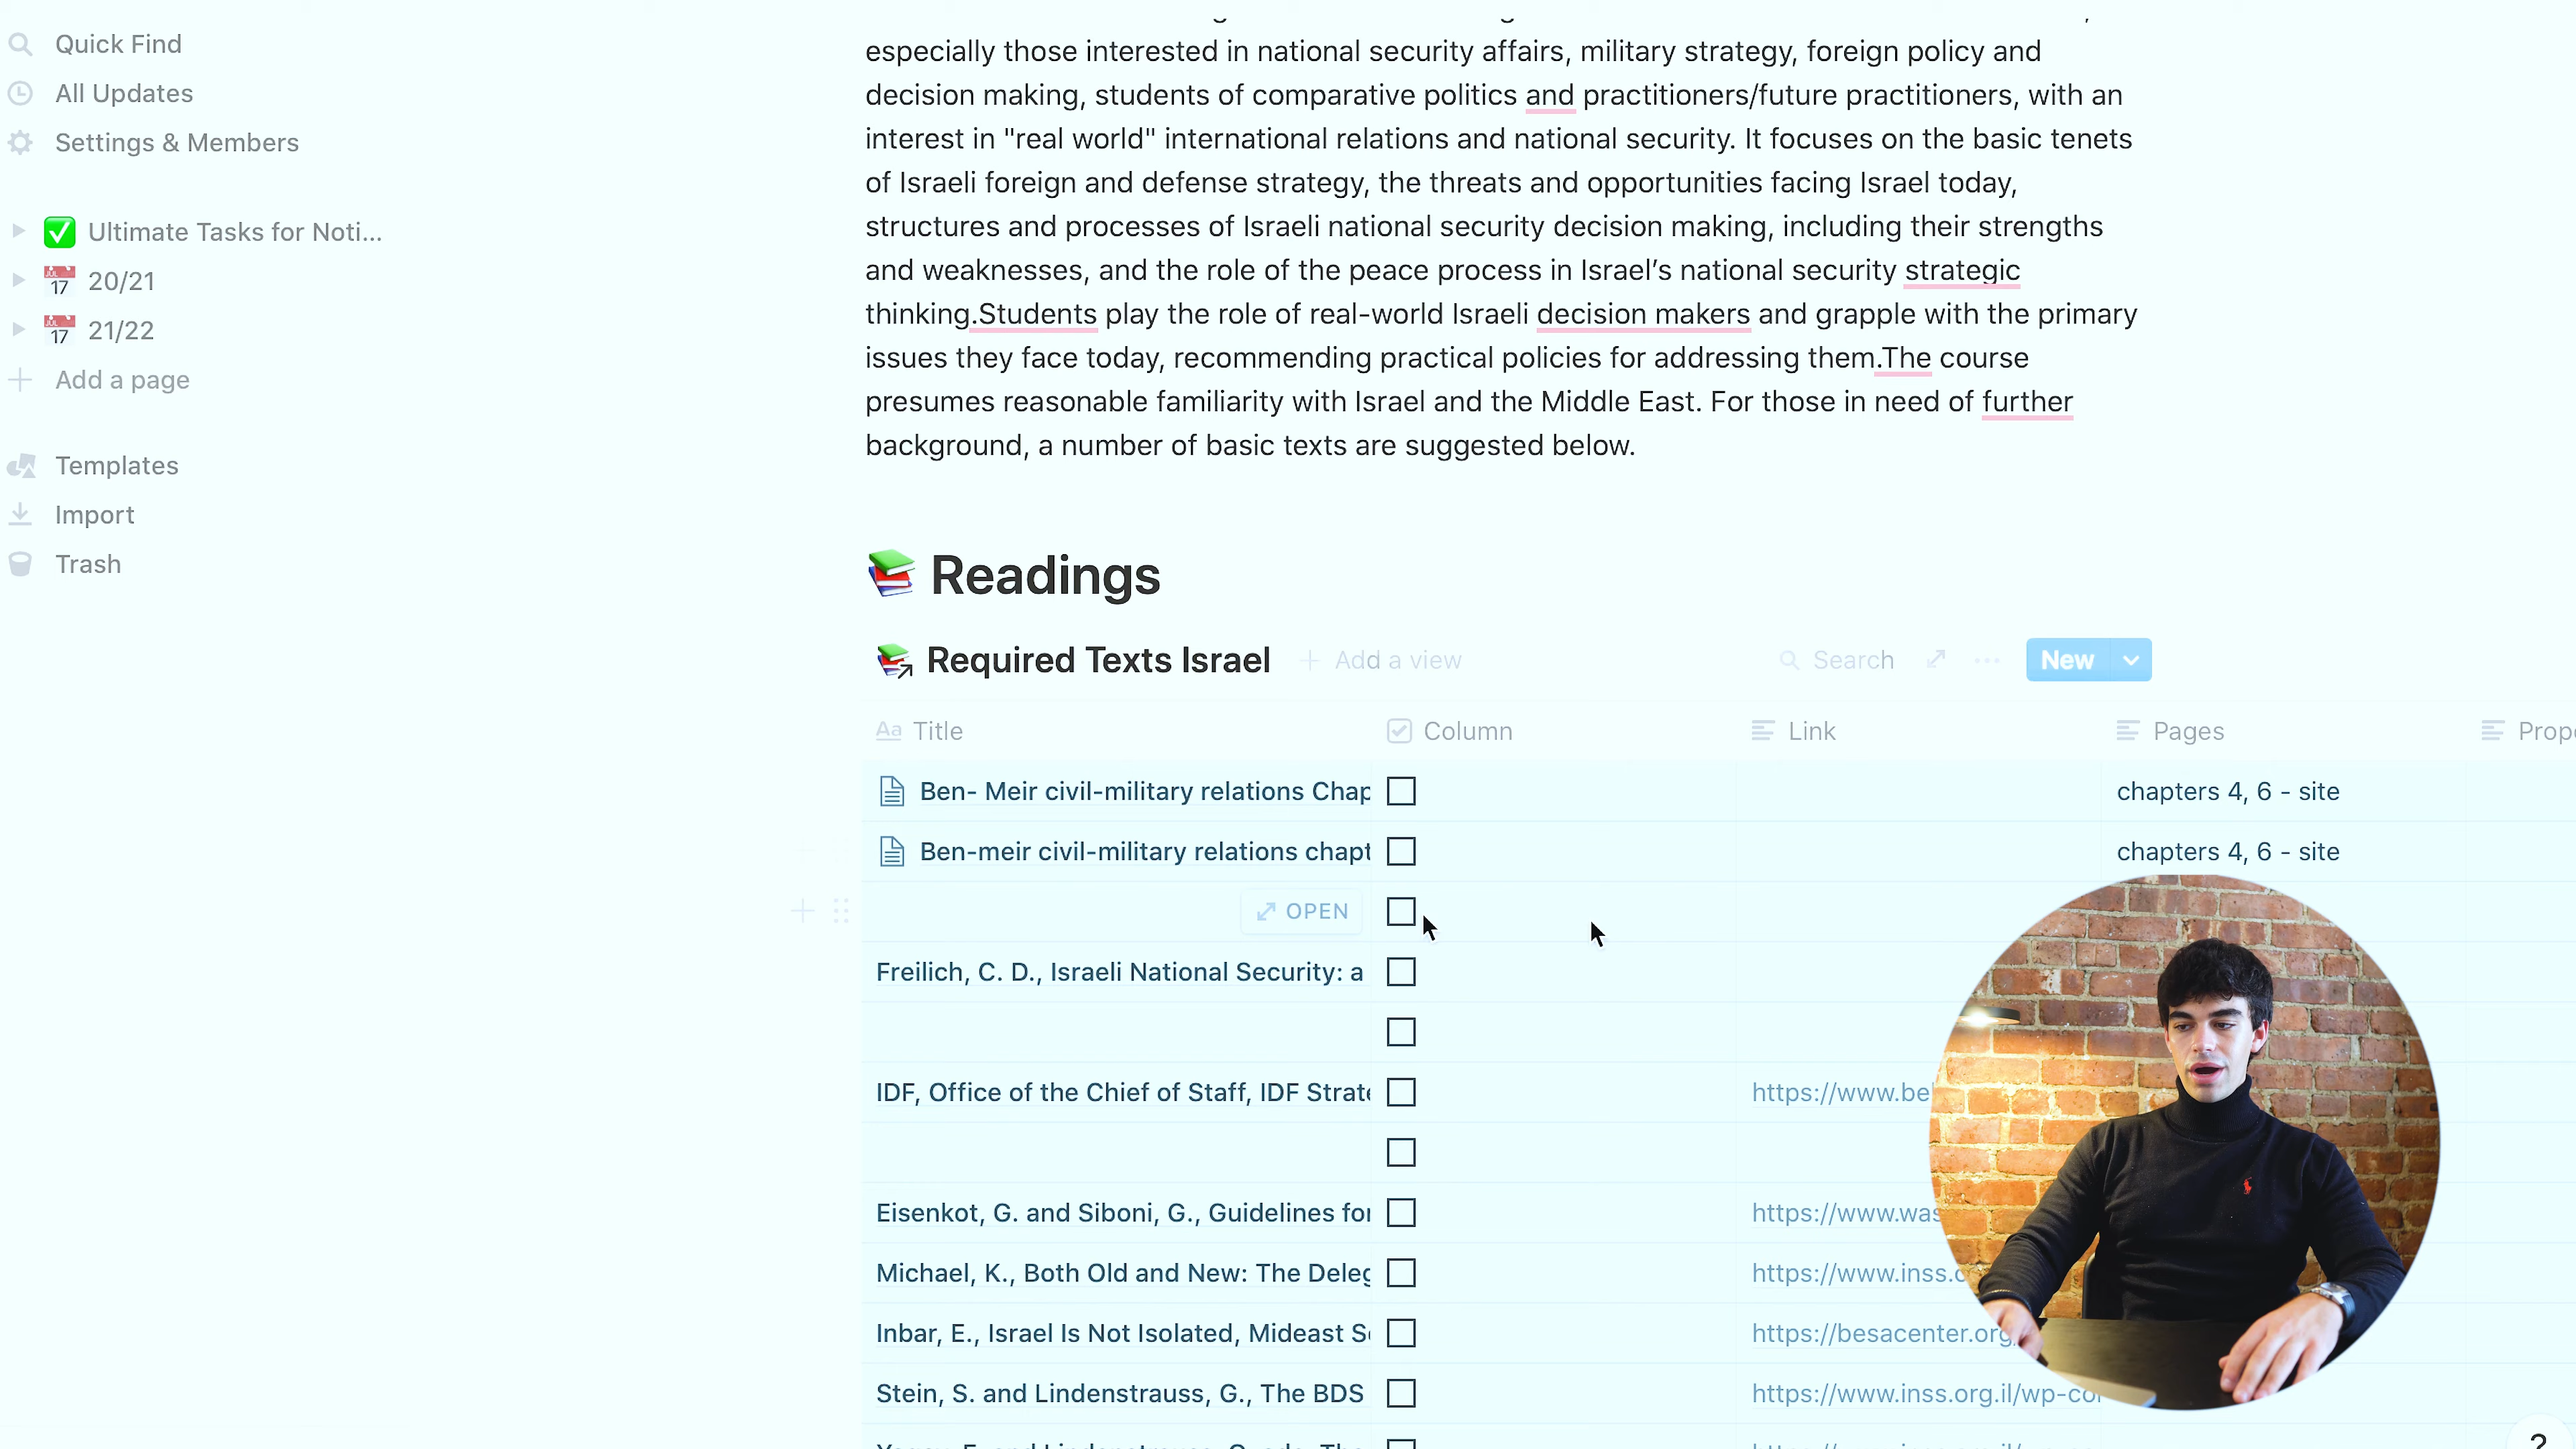 Quick Find
All Updates
Settings & Members
Ultimate Tasks for Noti...
20/21
21/22
Add a page
Templates
Import
Trash
especially those interested in national security affairs, military strategy, foreign policy and
decision making, students of comparative politics and practitioners/future practitioners, with an
interest in "real world" international relations and national security. It focuses on the basic tenets
of Israeli foreign and defense strategy, the threats and opportunities facing Israel today,
structures and processes of Israeli national security decision making, including their strengths
and weaknesses, and the role of the peace process in Israel’s national security strategic
thinking.Students play the role of real-world Israeli decision makers and grapple with the primary
issues they face today, recommending practical policies for addressing them.The course
presumes reasonable familiarity with Israel and the Middle East. For those in need of further
background, a number of basic texts are suggested below.
Readings
Required Texts Israel + Add a view Search ... New
Aa Title Column Link Pages Prop
Ben- Meir civil-military relations Chap chapters 4, 6 - site
Ben-meir civil-military relations chapt chapters 4, 6 - site
OPEN
Freilich, C. D., Israeli National Security: a
IDF, Office of the Chief of Staff, IDF Strate https://www.be
Eisenkot, G. and Siboni, G., Guidelines for https://www.was
Michael, K., Both Old and New: The Deleg https://www.inss.o
Inbar, E., Israel Is Not Isolated, Mideast Se https://besacenter.org
Stein, S. and Lindenstrauss, G., The BDS https://www.inss.org.il/wp-co
?